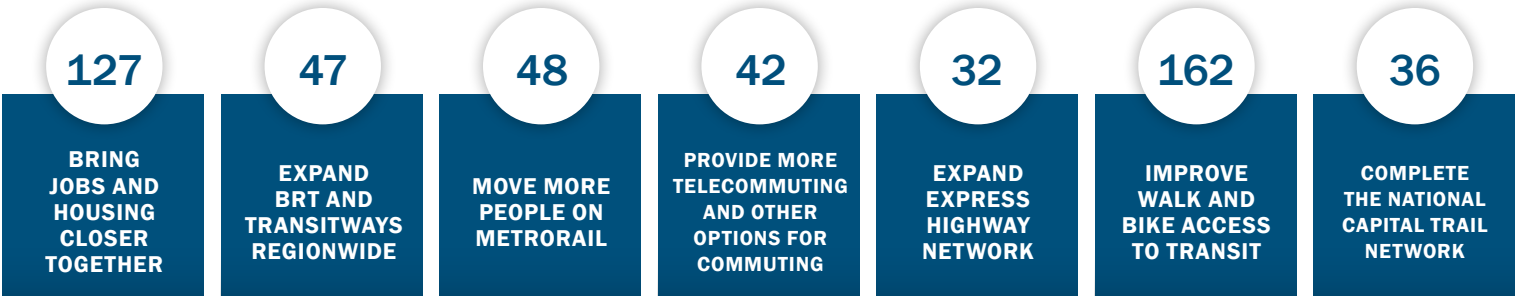 127
BRING
JOBS AND
HOUSING
CLOSER
TOGETHER
47
EXPAND
BRT AND
TRANSITWAYS
REGIONWIDE
48
MOVE MORE
PEOPLE ON
METRORAIL
42
PROVIDE MORE
TELECOMMUTING
AND OTHER
OPTIONS FOR
COMMUTING
32
EXPAND
EXPRESS
HIGHWAY
NETWORK
162
IMPROVE
WALK AND
BIKE ACCESS
TO TRANSIT
36
COMPLETE
THE NATIONAL
CAPITAL TRAIL
NETWORK